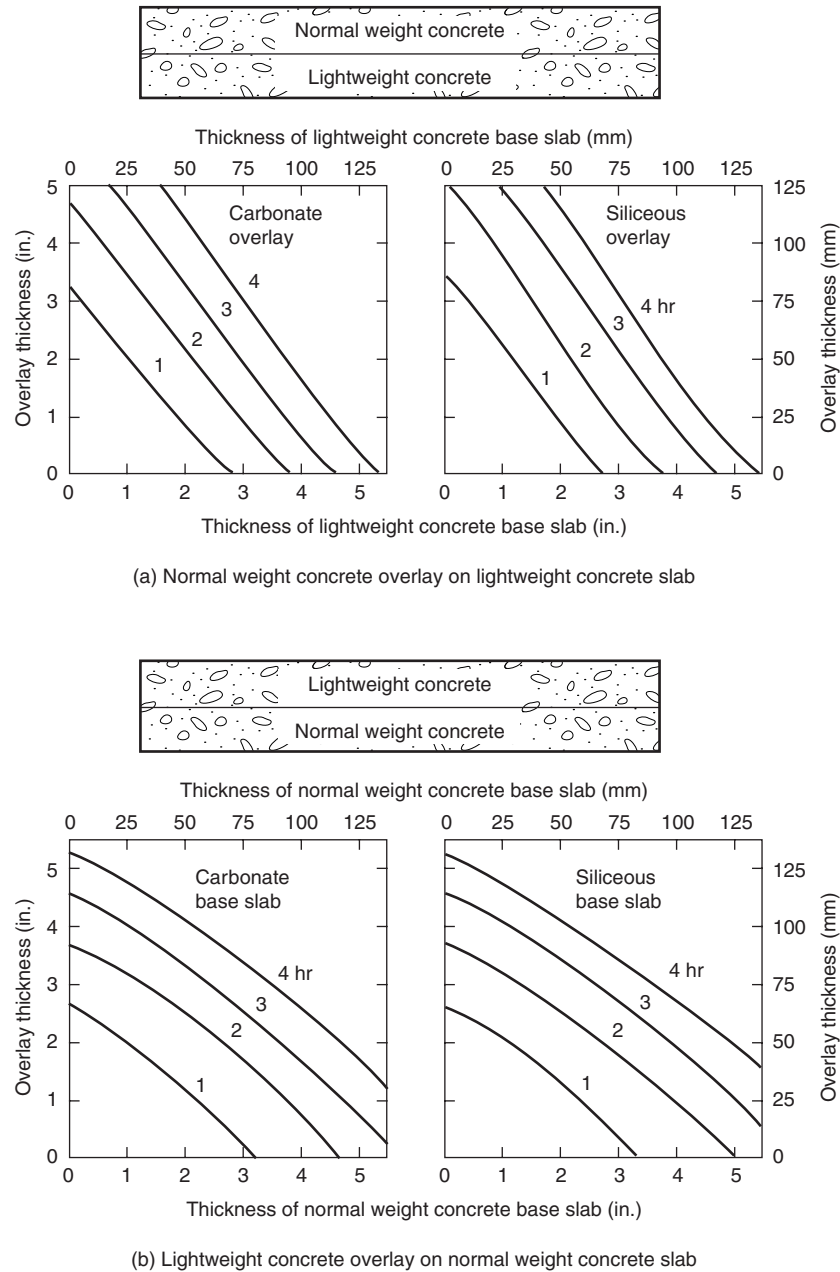 Normal weight concrete
Lightweight concrete
Thickness of lightweight concrete base slab (mm)
0 25 50 75 100 125 0 25 50 75 100 125
5 Carbonate overlay Siliceous overlay 125
4 100
3 75
2 50
1 25
0 0
4
3
2
1
4 hr
3
2
1
Overlay thickness (in.)
Overlay thickness (mm)
0 1 2 3 4 5 0 1 2 3 4 5
Thickness of lightweight concrete base slab (in.)
(a) Normal weight concrete overlay on lightweight concrete slab
Lightweight concrete
Normal weight concrete
Thickness of normal weight concrete base slab (mm)
0 25 50 75 100 125 0 25 50 75 100 125
5 Carbonate base slab Siliceous base slab 125
4 100
3 75
2 50
1 25
0 0
4 hr
3
2
1
4 hr
3
2
1
Overlay thickness (in.)
Overlay thickness (mm)
0 1 2 3 4 5 0 1 2 3 4 5
Thickness of normal weight concrete base slab (in.)
(b) Lightweight concrete overlay on normal weight concrete slab